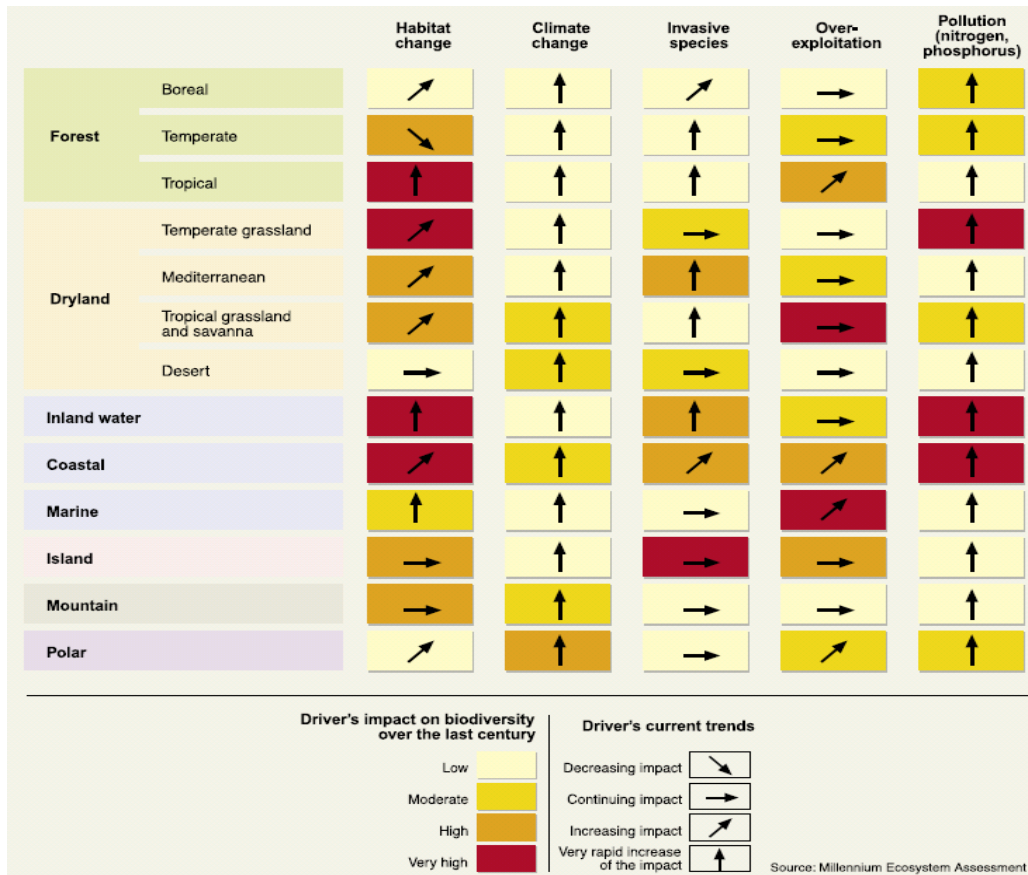 Habitat change
Climate change
Invasive species
Over-exploitation
Pollution (nitrogen, phosphorus)
Forest
Boreal
Temperate
Tropical
Dryland
Temperate grassland
Mediterranean
Tropical grassland
and savanna
Desert
Inland water
Coastal
Marine
Island
Mountain
Polar
Driver's impact on biodiversity
over the last century
Low
Moderate
High
Very high
Driver's current trends
Decreasing impact
Continuing impact
Increasing impact
Very rapid increase
of the impact
Source: Millennium Ecosystem Assessment